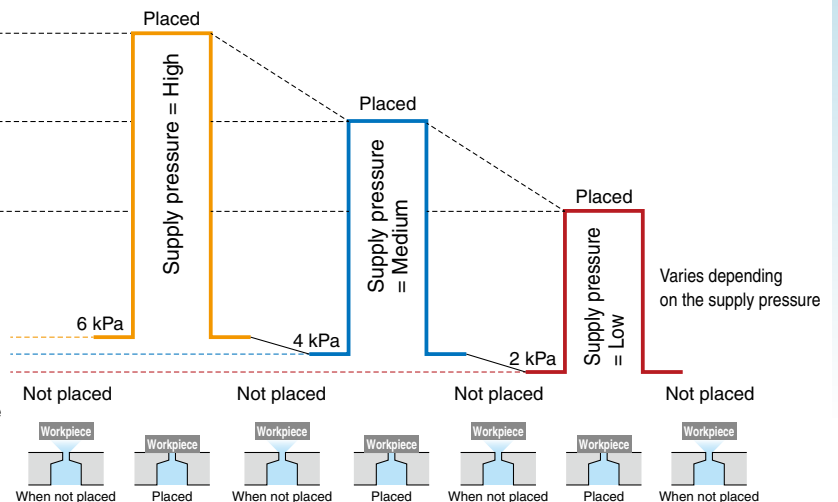 Placed
Supply pressure = High
Placed
Supply pressure
= Medium
Placed
Supply pressure
= Low
Varies depending
on the supply pressure
6 kPa
4 kPa
2 kPa
Not placed
Not placed
Not placed
Not placed
e
Workpiece
Workpiece
Workpiece
Workpiece
Workpiece
Workpiece
Workpiece
When not placed
Placed
When not placed
Placed
When not placed
Placed
When not placed